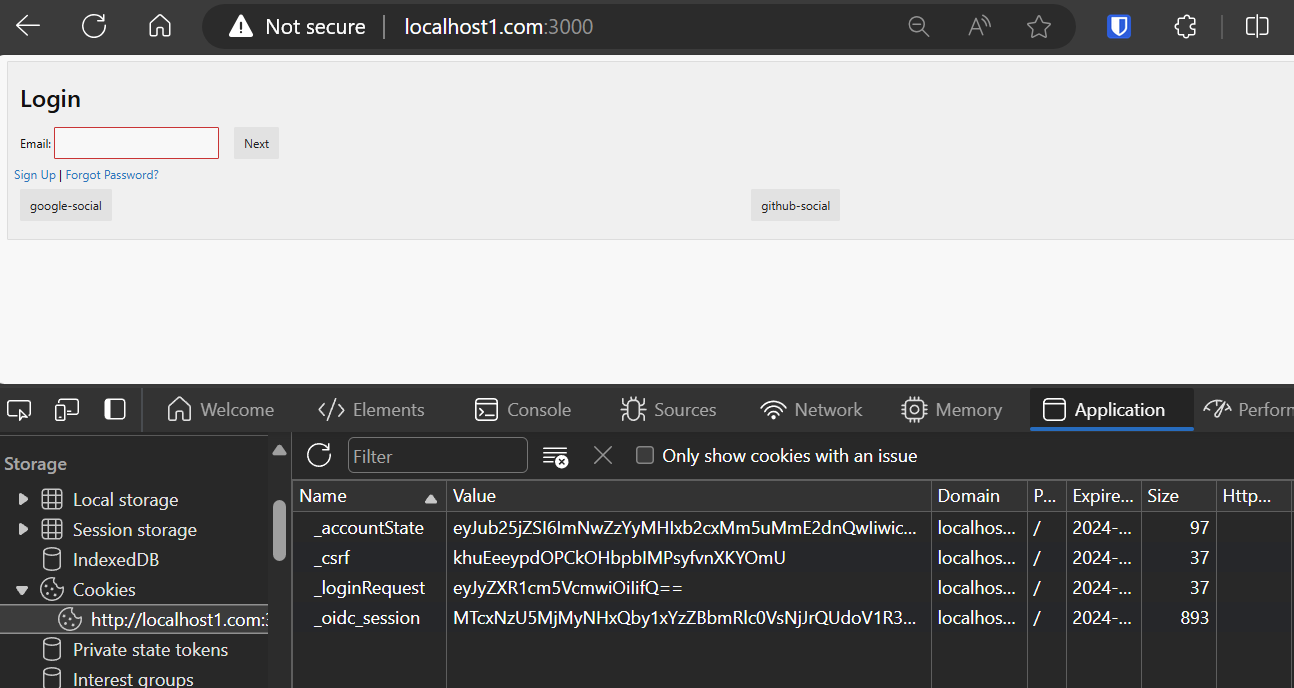 Not secure localhost1.com:3000
Login
Email: Next
Sign Up | Forgot Password?
google-social github-social
Welcome Elements Console Sources Network Memory Application Perforn
Storage Filter Only show cookies with an issue
Name Value Domain P... Expire... Size Http...
Local storage
Session storage
IndexedDB
Cookies
http://localhost1.com:3
Private state tokens
Interest groups
_accountState eyJub25jZSI6ImNwZzYyMHIxb2cxMm5uMmE2dnQwIiwic... localhos... / 2024-... 97
_csrf khuEeeypdOPCkOHbpbIMPsyfvnXKYOmU localhos... / 2024-... 37
_loginRequest eyJyZXR1cm5VcmwiOiIifQ== localhos... / 2024-... 37
_oidc_session MTcxNzU5MjMyNHxQby1xYzZBbmRlc0VsNjJrQUdoV1R3... localhos... / 2024-... 893